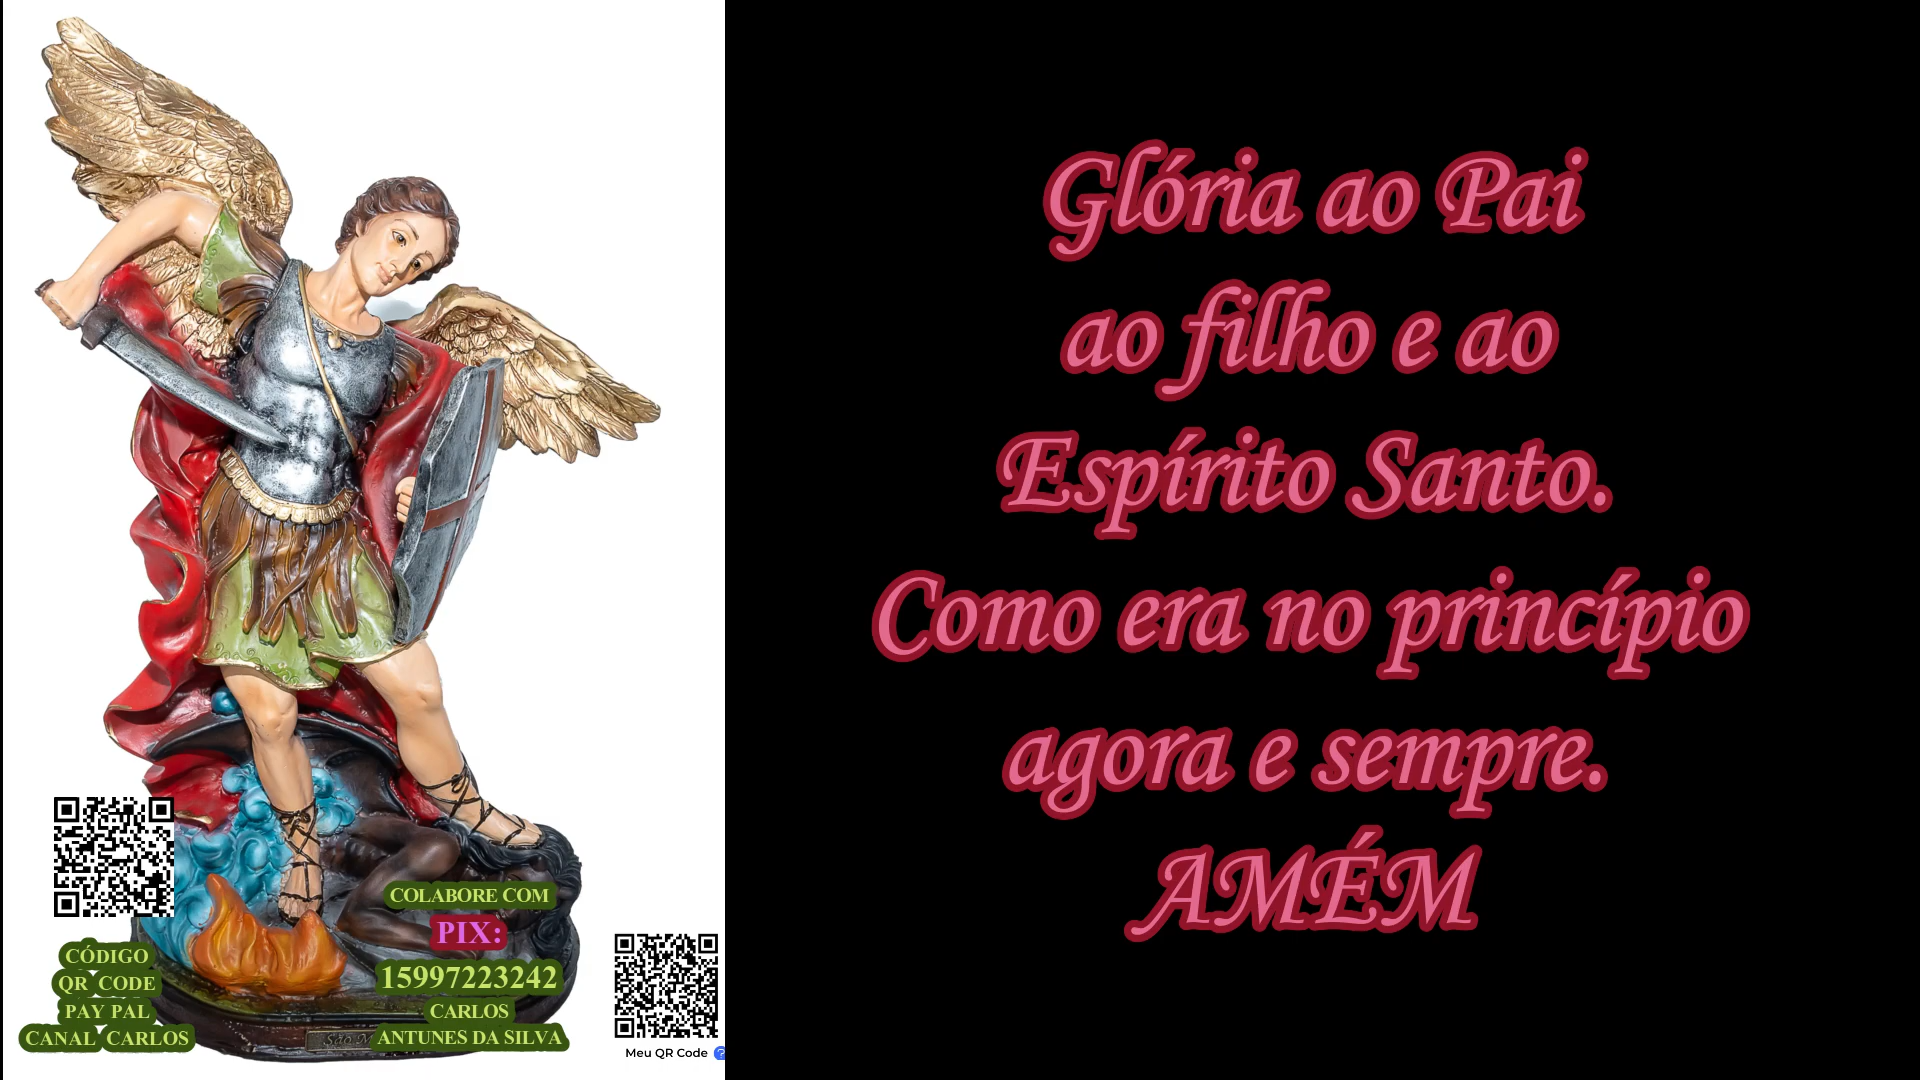 Glória ao Pai
ao filho e ao
Espírito Santo.
Como era no princípio
agora e sempre.
AMÉM
COLABORE COM
PIX:
15997223242
CARLOS
ANTUNES DA SILVA
CÓDIGO
QR CODE
PAY PAL
CANAL CARLOS
Meu QR Code
São